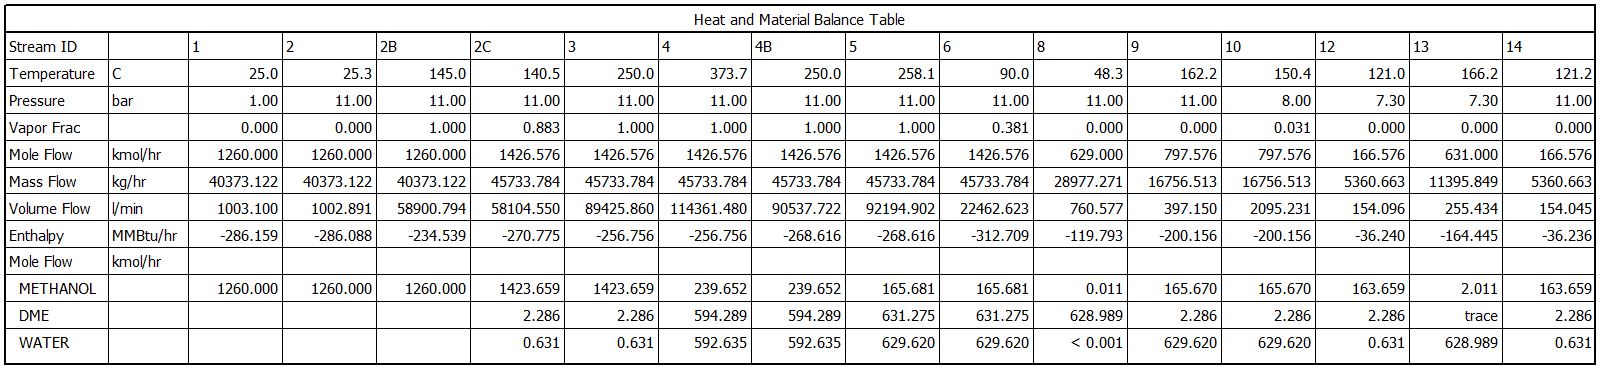 Heat and Material Balance Table
Stream ID 1 2 2B 2C 3 4 4B 5 6 8 9 10 12 13 14
Temperature C 25.0 25.3 145.0 140.5 250.0 373.7 250.0 258.1 90.0 48.3 162.2 150.4 121.0 166.2 121.2
Pressure bar 1.00 11.00 11.00 11.00 11.00 11.00 11.00 11.00 11.00 11.00 11.00 8.00 7.30 7.30 11.00
Vapor Frac 0.000 0.000 1.000 0.883 1.000 1.000 1.000 1.000 0.381 0.000 0.000 0.031 0.000 0.000 0.000
Mole Flow kmol/hr 1260.000 1260.000 1260.000 1426.576 1426.576 1426.576 1426.576 1426.576 1426.576 629.000 797.576 797.576 166.576 631.000 166.576
Mass Flow kg/hr 40373.122 40373.122 40373.122 45733.784 45733.784 45733.784 45733.784 45733.784 45733.784 28977.271 16756.513 16756.513 5360.663 11395.849 5360.663
Volume Flow l/min 1003.100 1002.891 58900.794 58104.550 89425.860 114361.480 90537.722 92194.902 22462.623 760.577 397.150 2095.231 154.096 255.434 154.045
Enthalpy MMBtu/hr -286.159 -286.088 -234.539 -270.775 -256.756 -256.756 -268.616 -268.616 -312.709 -119.793 -200.156 -200.156 -36.240 -164.445 -36.236
Mole Flow kmol/hr
METHANOL 1260.000 1260.000 1260.000 1423.659 1423.659 239.652 239.652 165.681 165.681 0.011 165.670 165.670 163.659 2.011 163.659
DME 2.286 2.286 594.289 594.289 631.275 631.275 628.989 2.286 2.286 2.286 trace 2.286
WATER 0.631 0.631 592.635 592.635 629.620 629.620 < 0.001 629.620 629.620 0.631 628.989 0.631